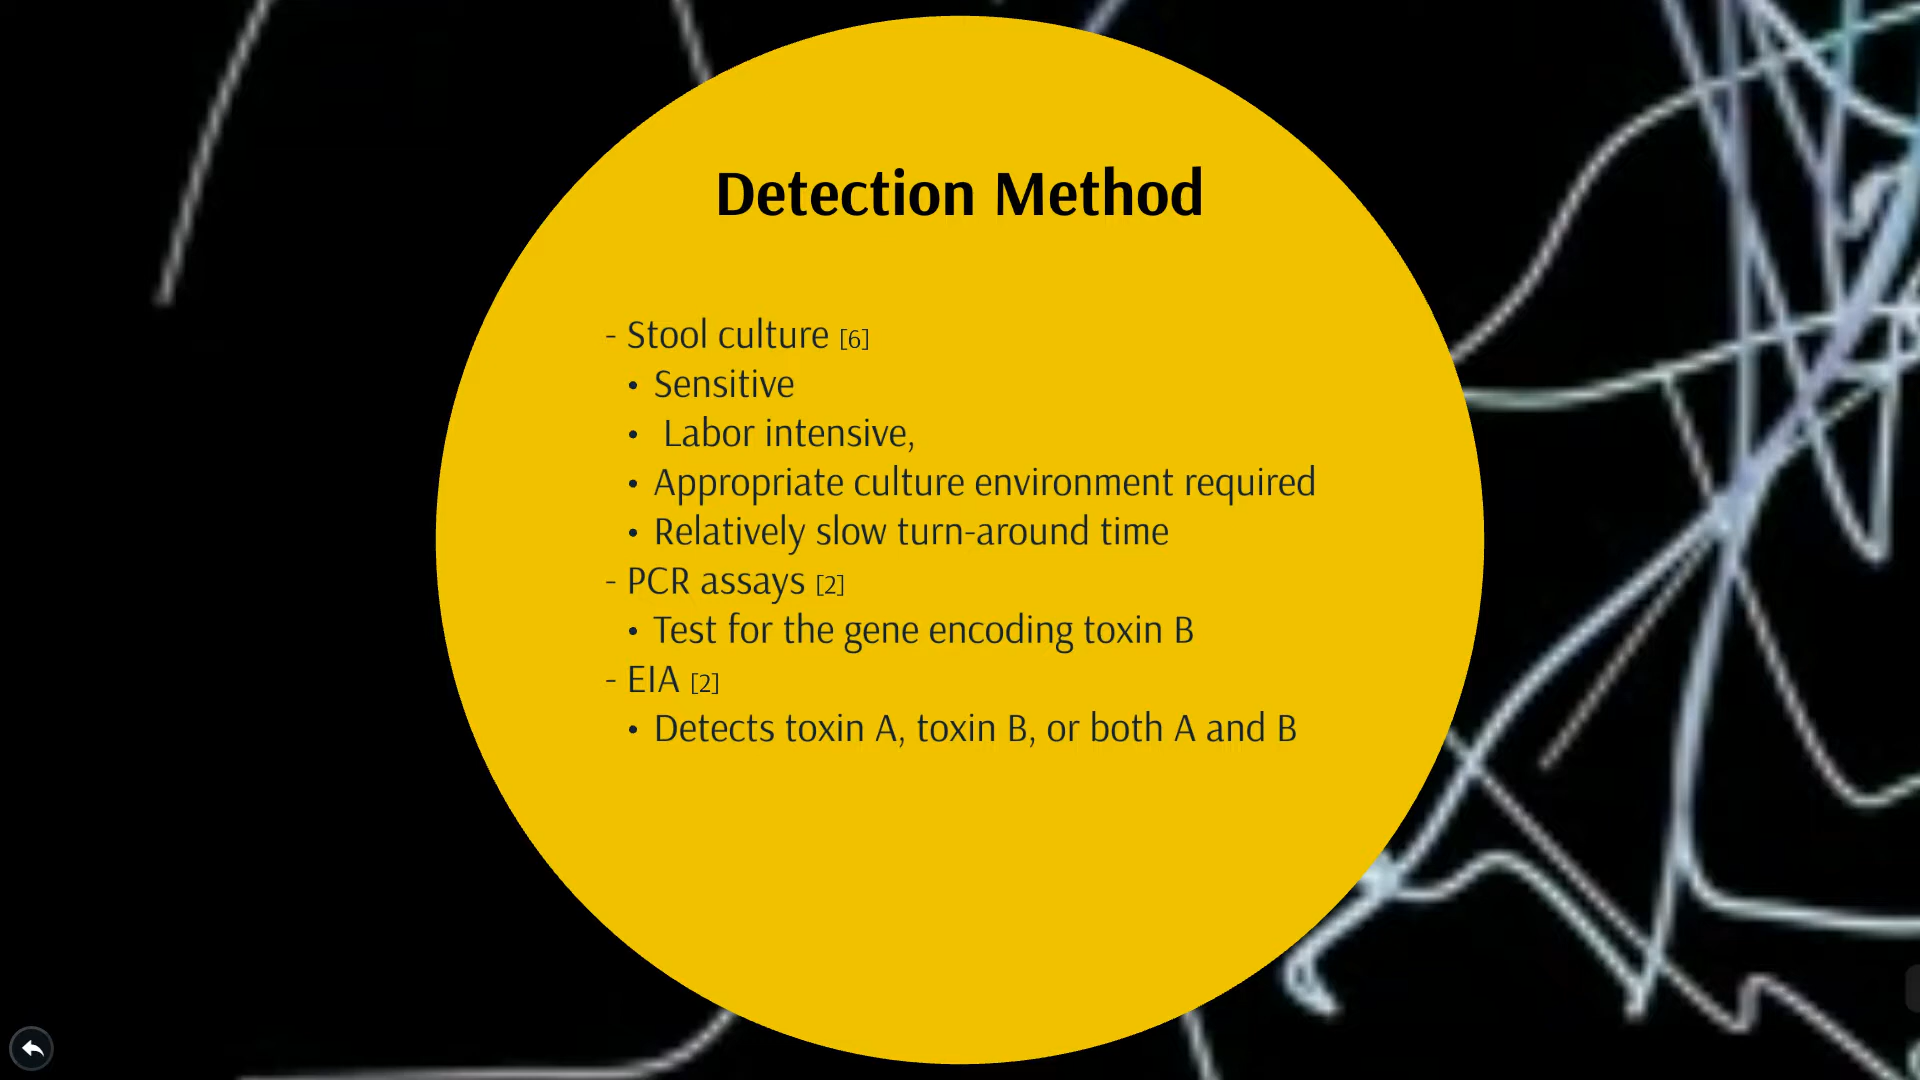 Detection Method
- Stool culture [6]
• Sensitive
• Labor intensive,
• Appropriate culture environment required
• Relatively slow turn-around time
- PCR assays [2]
• Test for the gene encoding toxin B
- EIA [2]
• Detects toxin A, toxin B, or both A and B